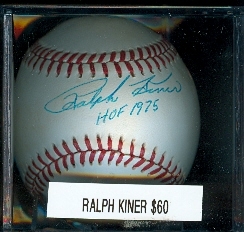 Ralph Kiner
HOF 1975
RALPH KINER $60